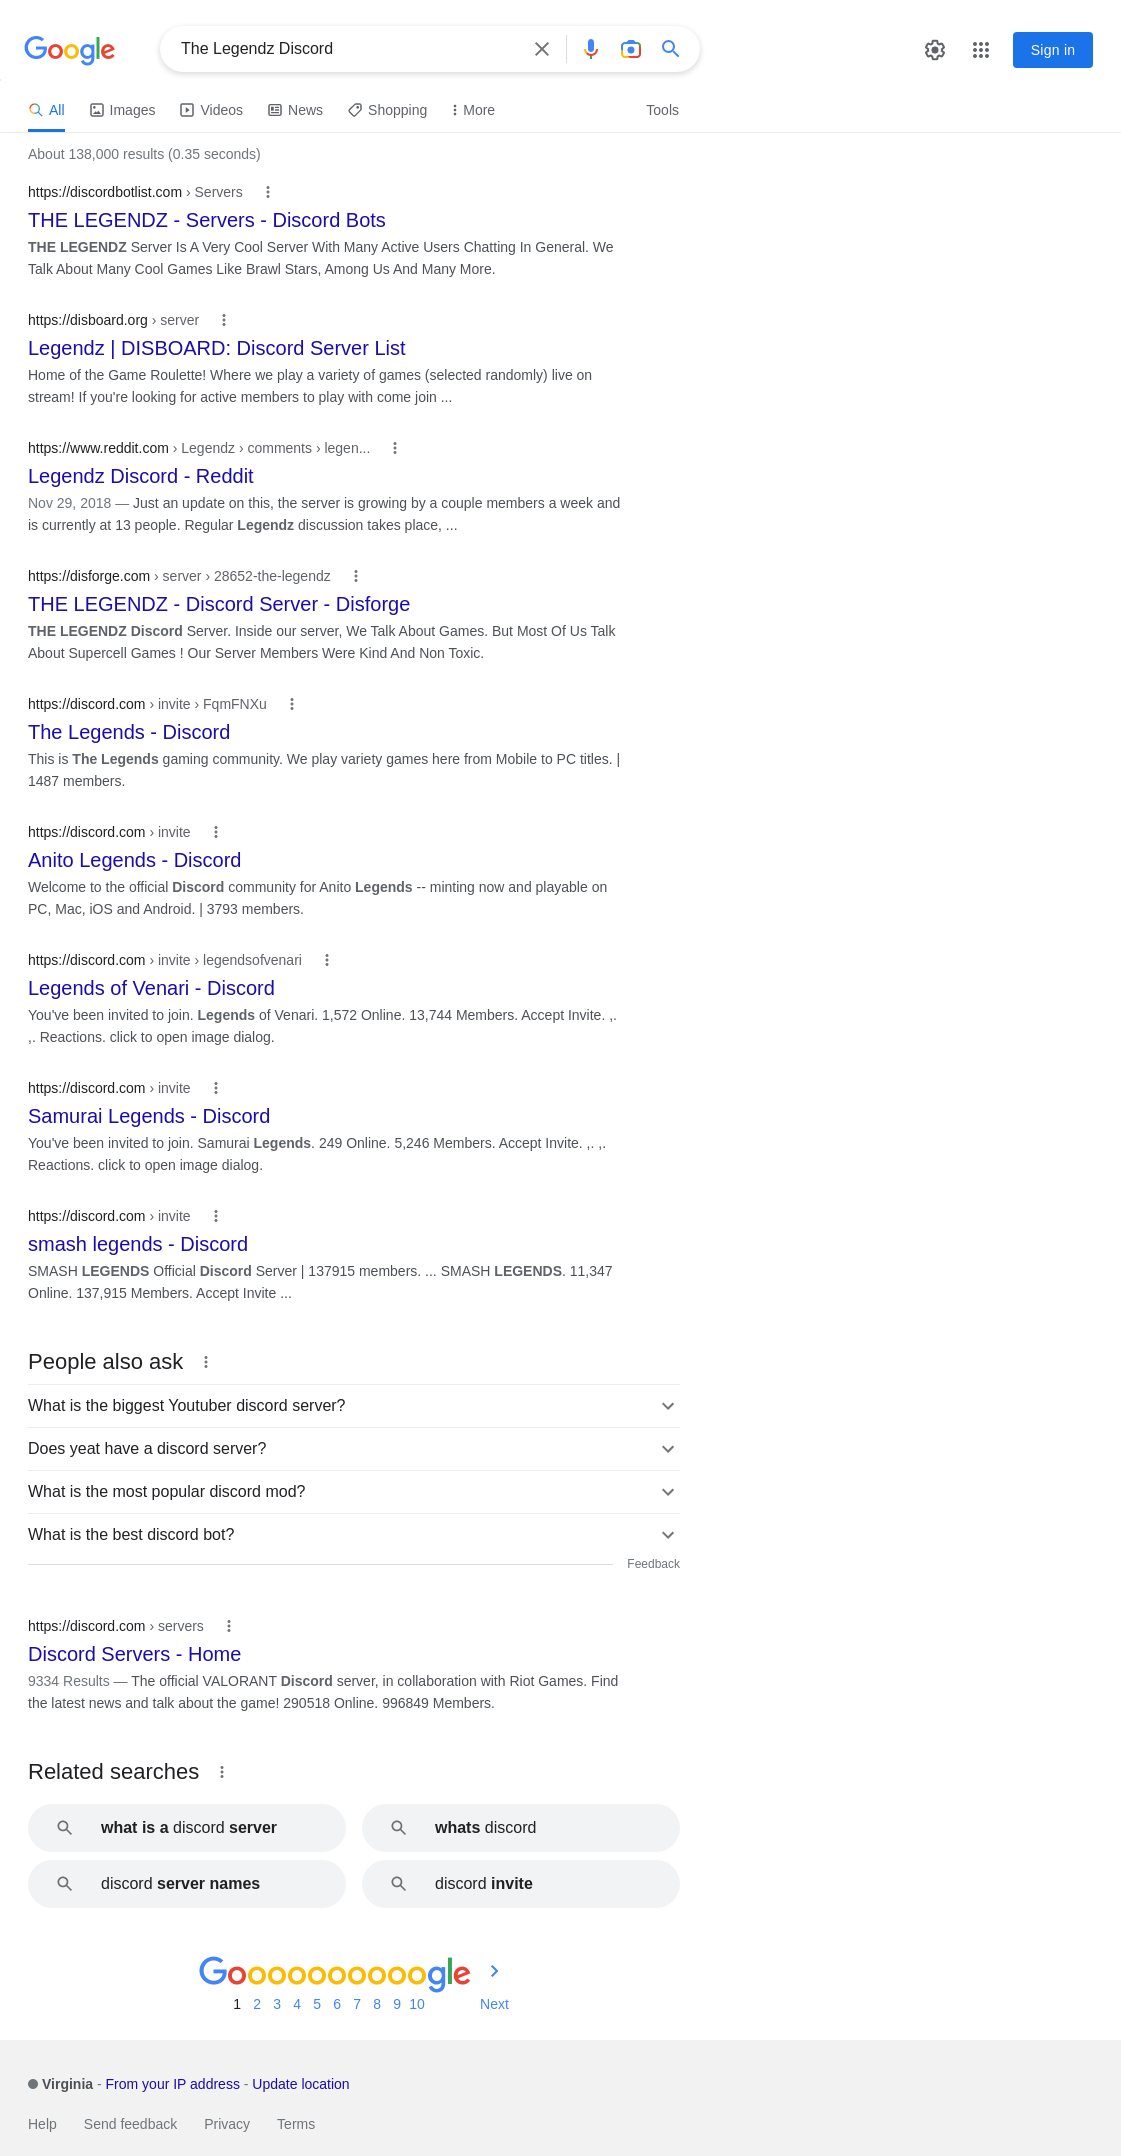 Google
The Legendz Discord
Sign in
All
Images
Videos
News
Shopping
More
Tools
About 138,000 results (0.35 seconds)
https://discordbotlist.com › Servers
THE LEGENDZ - Servers - Discord Bots
THE LEGENDZ Server Is A Very Cool Server With Many Active Users Chatting In General. We
Talk About Many Cool Games Like Brawl Stars, Among Us And Many More.
https://disboard.org › server
Legendz | DISBOARD: Discord Server List
Home of the Game Roulette! Where we play a variety of games (selected randomly) live on
stream! If you're looking for active members to play with come join ...
https://www.reddit.com › Legendz › comments › legen...
Legendz Discord - Reddit
Nov 29, 2018 — Just an update on this, the server is growing by a couple members a week and
is currently at 13 people. Regular Legendz discussion takes place, ...
https://disforge.com › server › 28652-the-legendz
THE LEGENDZ - Discord Server - Disforge
THE LEGENDZ Discord Server. Inside our server, We Talk About Games. But Most Of Us Talk
About Supercell Games ! Our Server Members Were Kind And Non Toxic.
https://discord.com › invite › FqmFNXu
The Legends - Discord
This is The Legends gaming community. We play variety games here from Mobile to PC titles. |
1487 members.
https://discord.com › invite
Anito Legends - Discord
Welcome to the official Discord community for Anito Legends -- minting now and playable on
PC, Mac, iOS and Android. | 3793 members.
https://discord.com › invite › legendsofvenari
Legends of Venari - Discord
You've been invited to join. Legends of Venari. 1,572 Online. 13,744 Members. Accept Invite. ,.
,. Reactions. click to open image dialog.
https://discord.com › invite
Samurai Legends - Discord
You've been invited to join. Samurai Legends. 249 Online. 5,246 Members. Accept Invite. ,. ,.
Reactions. click to open image dialog.
https://discord.com › invite
smash legends - Discord
SMASH LEGENDS Official Discord Server | 137915 members. ... SMASH LEGENDS. 11,347
Online. 137,915 Members. Accept Invite ...
People also ask
What is the biggest Youtuber discord server?
Does yeat have a discord server?
What is the most popular discord mod?
What is the best discord bot?
Feedback
https://discord.com › servers
Discord Servers - Home
9334 Results — The official VALORANT Discord server, in collaboration with Riot Games. Find
the latest news and talk about the game! 290518 Online. 996849 Members.
Related searches
what is a discord server
whats discord
discord server names
discord invite
Goooooooooogle
1 2 3 4 5 6 7 8 9 10 Next
Virginia - From your IP address - Update location
Help Send feedback Privacy Terms